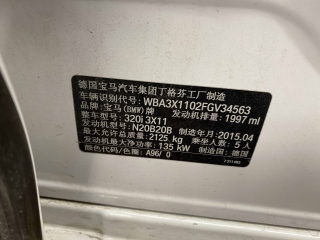 德国宝马汽车集团丁格芬工厂制造
车辆识别代号: WBA3X1102FGV34563
品牌: 宝马(BMW)牌 发动机排量: 1997 ml
整车型号: 320i 3X11
发动机型号: N20B20B 制造年月: 2015.04
最大允许总质量: 2125 kg 乘坐人数: 5 人
发动机最大净功率: 135 kW 制造国: 德国
颜色代码/色圈: A96/ 0